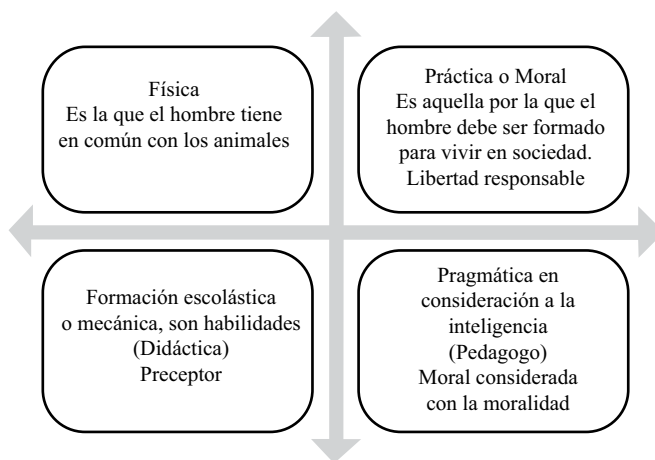 Física
Es la que el hombre tiene
en común con los animales
Práctica o Moral
Es aquella por la que el
hombre debe ser formado
para vivir en sociedad.
Libertad responsable
Formación escolástica
o mecánica, son habilidades
(Didáctica)
Preceptor
Pragmática en
consideración a la
inteligencia
(Pedagogo)
Moral considerada
con la moralidad